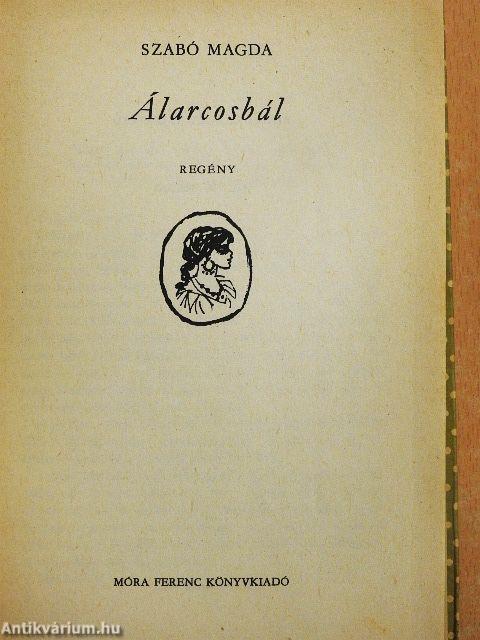 SZABÓ MAGDA
Álarcosbál
REGÉNY
MÓRA FERENC KÖNYVKIADÓ
Antikvárium.hu